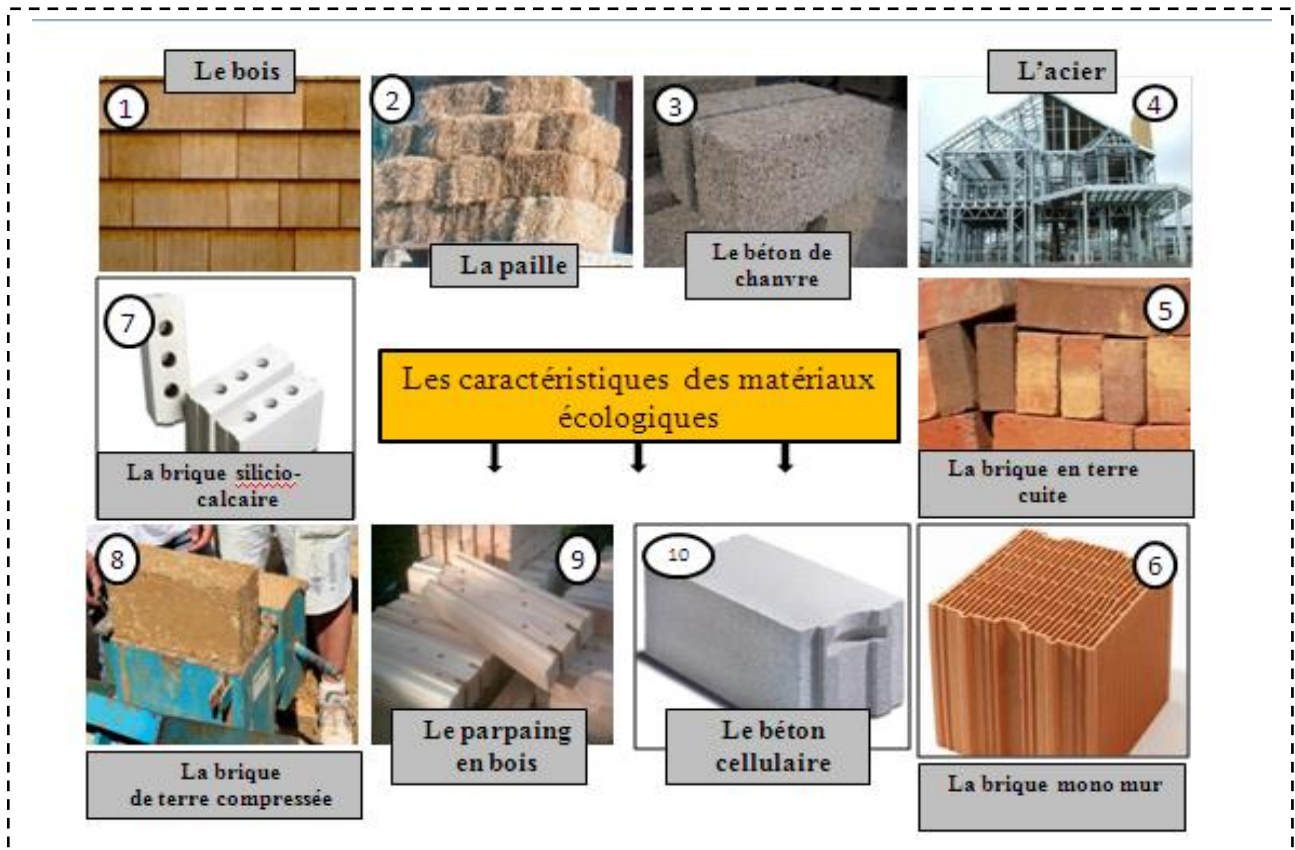 Le bois
L'acier
1
2
3
4
La paille
Le béton de
chanvre
7
5
Les caractéristiques des matériaux
écologiques
La brique silicio-
calcaire
La brique en terre
cuite
8
9
10
6
Le parpaing
en bois
Le béton
cellulaire
La brique
de terre compressée
La brique mono mur